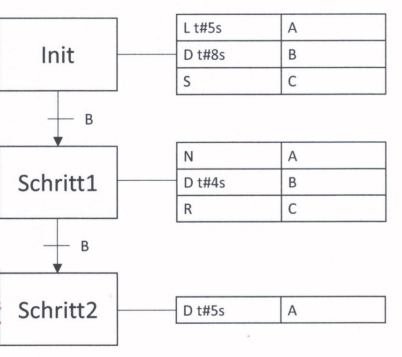 Init
L t#5s A
D t#8s B
S C
B
Schritt1
N A
D t#4s B
R C
B
Schritt2
D t#5s A